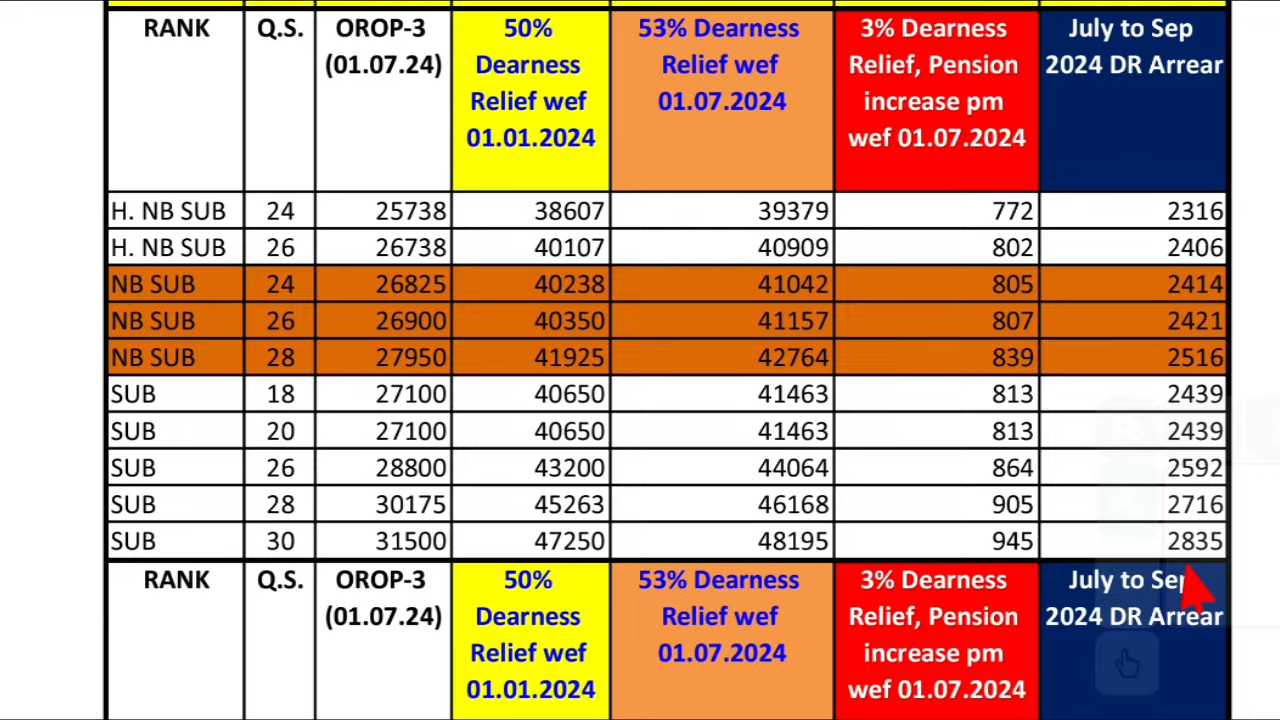 RANK Q.S. OROP-3 50% 53% Dearness 3% Dearness July to Sep
(01.07.24) Dearness Relief wef Relief, Pension 2024 DR Arrear
Relief wef 01.07.2024 increase pm
01.01.2024 wef 01.07.2024
H. NB SUB 24 25738 38607 39379 772 2316
H. NB SUB 26 26738 40107 40909 802 2406
NB SUB 24 26825 40238 41042 805 2414
NB SUB 26 26900 40350 41157 807 2421
NB SUB 28 27950 41925 42764 839 2516
SUB 18 27100 40650 41463 813 2439
SUB 20 27100 40650 41463 813 2439
SUB 26 28800 43200 44064 864 2592
SUB 28 30175 45263 46168 905 2716
SUB 30 31500 47250 48195 945 2835
RANK Q.S. OROP-3 50% 53% Dearness 3% Dearness July to Sep
(01.07.24) Dearness Relief wef Relief, Pension 2024 DR Arrear
Relief wef 01.07.2024 increase pm
01.01.2024 wef 01.07.2024